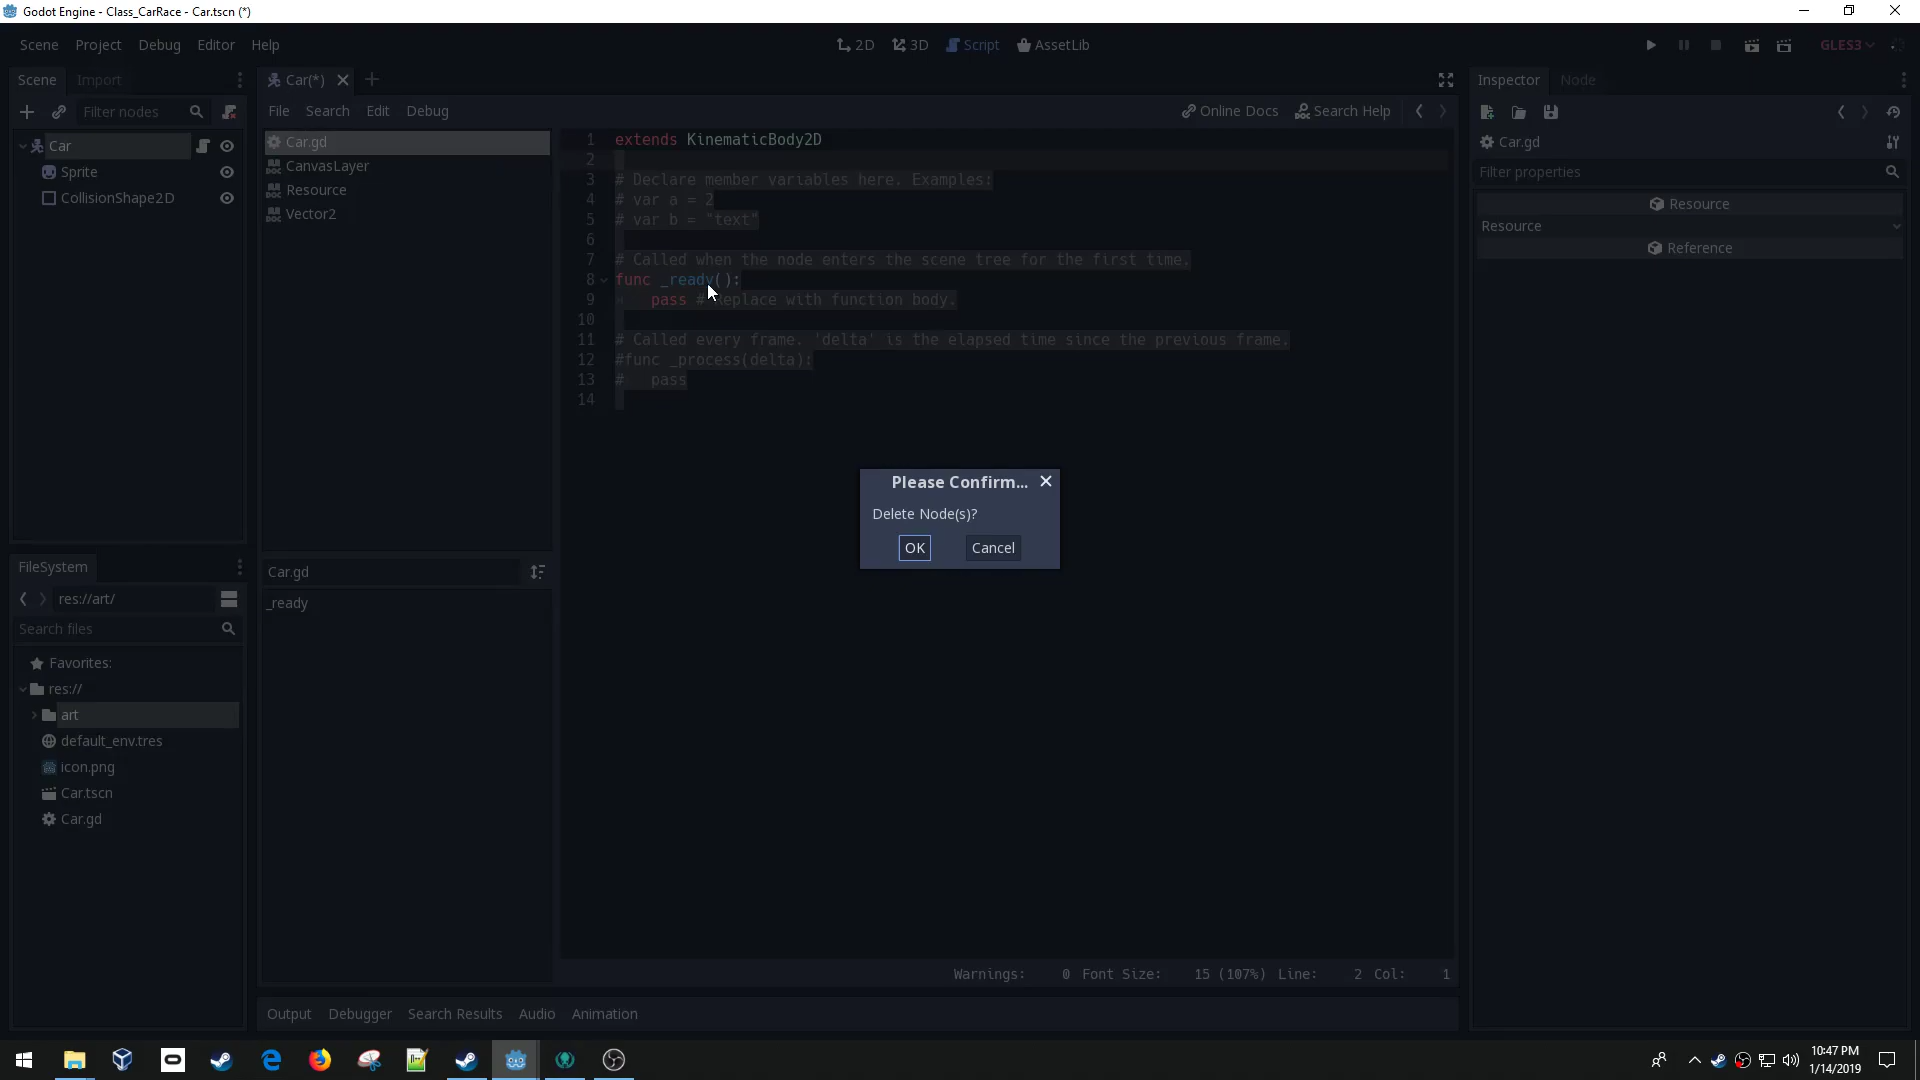 Godot Engine - Class_CarRace - Car.tscn (*)
Scene Project Debug Editor Help
2D 3D Script AssetLib
GLES3
Scene Import
Filter nodes
Car
Sprite
CollisionShape2D
Car(*)
File Search Edit Debug
Online Docs Search Help
Car.gd
CanvasLayer
Resource
Vector2
Car.gd
_ready
1 extends KinematicBody2D
2
3 # Declare member variables here. Examples:
4 # var a = 2
5 # var b = "text"
6
7 # Called when the node enters the scene tree for the first time.
8 func _ready():
9 pass # Replace with function body.
10
11 # Called every frame. 'delta' is the elapsed time since the previous frame.
12 #func _process(delta):
13 # pass
14
Please Confirm...
Delete Node(s)?
OK Cancel
Warnings: 0 Font Size: 15 (107%) Line: 2 Col: 1
Output Debugger Search Results Audio Animation
Inspector Node
Car.gd
Filter properties
Resource
Resource
Reference
FileSystem
res://art/
Search files
Favorites:
res://
art
default_env.tres
icon.png
Car.tscn
Car.gd
10:47 PM
1/14/2019